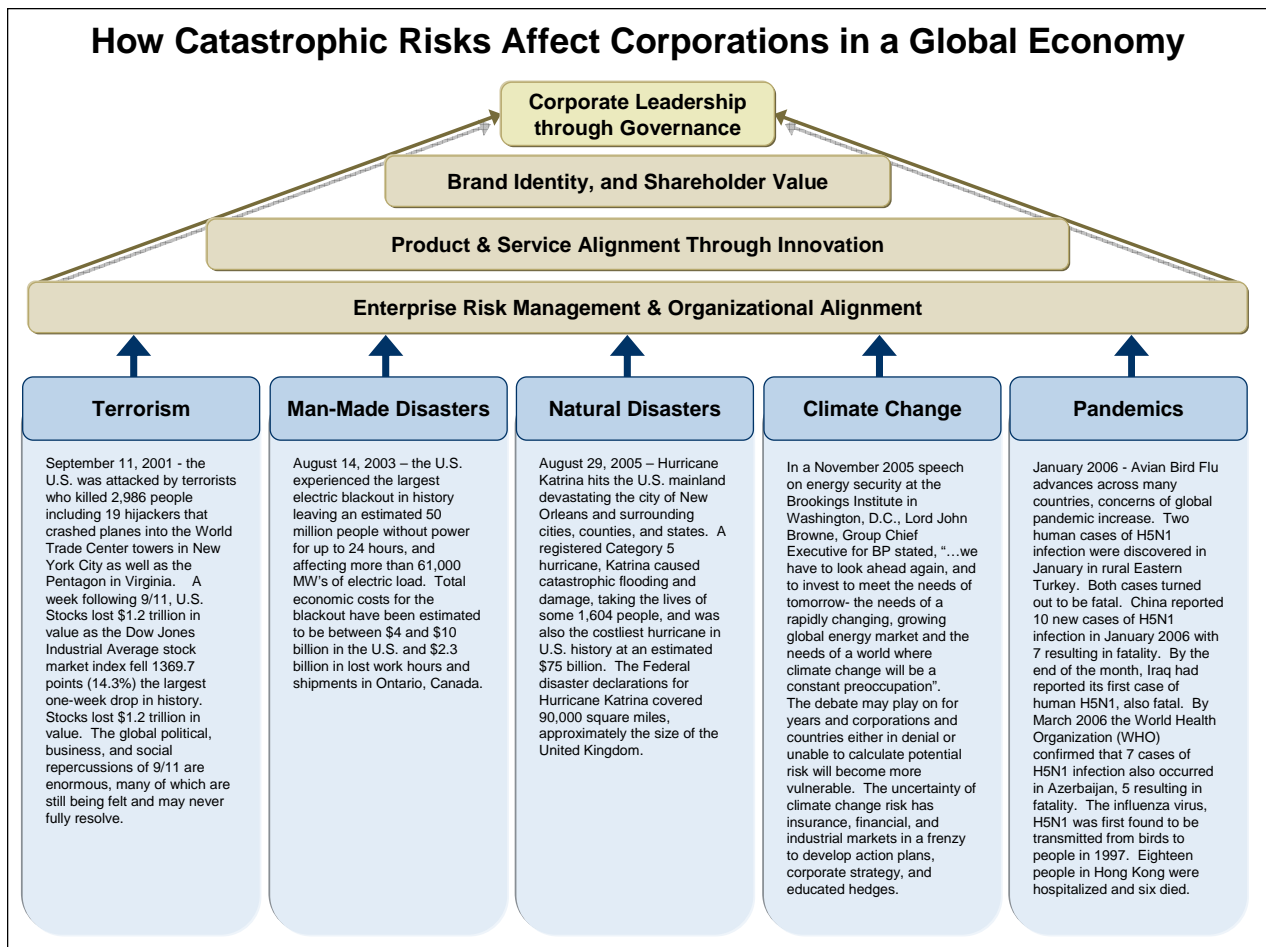 How Catastrophic Risks Affect Corporations in a Global Economy
Corporate Leadership
through Governance
Brand Identity, and Shareholder Value
Product & Service Alignment Through Innovation
Enterprise Risk Management & Organizational Alignment
Terrorism
September 11, 2001 - the
U.S. was attacked by terrorists
who killed 2,986 people
including 19 hijackers that
crashed planes into the World
Trade Center towers in New
York City as well as the
Pentagon in Virginia. A
week following 9/11, U.S.
Stocks lost $1.2 trillion in
value as the Dow Jones
Industrial Average stock
market index fell 1369.7
points (14.3%) the largest
one-week drop in history.
Stocks lost $1.2 trillion in
value. The global political,
business, and social
repercussions of 9/11 are
enormous, many of which are
still being felt and may never
fully resolve.
Man-Made Disasters
August 14, 2003 – the U.S.
experienced the largest
electric blackout in history
leaving an estimated 50
million people without power
for up to 24 hours, and
affecting more than 61,000
MW's of electric load. Total
economic costs for the
blackout have been estimated
to be between $4 and $10
billion in the U.S. and $2.3
billion in lost work hours and
shipments in Ontario, Canada.
Natural Disasters
August 29, 2005 – Hurricane
Katrina hits the U.S. mainland
devastating the city of New
Orleans and surrounding
cities, counties, and states. A
registered Category 5
hurricane, Katrina caused
catastrophic flooding and
damage, taking the lives of
some 1,604 people, and was
also the costliest hurricane in
U.S. history at an estimated
$75 billion. The Federal
disaster declarations for
Hurricane Katrina covered
90,000 square miles,
approximately the size of the
United Kingdom.
Climate Change
In a November 2005 speech
on energy security at the
Brookings Institute in
Washington, D.C., Lord John
Browne, Group Chief
Executive for BP stated, “…we
have to look ahead again, and
to invest to meet the needs of
tomorrow- the needs of a
rapidly changing, growing
global energy market and the
needs of a world where
climate change will be a
constant preoccupation”.
The debate may play on for
years and corporations and
countries either in denial or
unable to calculate potential
risk will become more
vulnerable. The uncertainty of
climate change risk has
insurance, financial, and
industrial markets in a frenzy
to develop action plans,
corporate strategy, and
educated hedges.
Pandemics
January 2006 - Avian Bird Flu
advances across many
countries, concerns of global
pandemic increase. Two
human cases of H5N1
infection were discovered in
January in rural Eastern
Turkey. Both cases turned
out to be fatal. China reported
10 new cases of H5N1
infection in January 2006 with
7 resulting in fatality. By the
end of the month, Iraq had
reported its first case of
human H5N1, also fatal. By
March 2006 the World Health
Organization (WHO)
confirmed that 7 cases of
H5N1 infection also occurred
in Azerbaijan, 5 resulting in
fatality. The influenza virus,
H5N1 was first found to be
transmitted from birds to
people in 1997. Eighteen
people in Hong Kong were
hospitalized and six died.